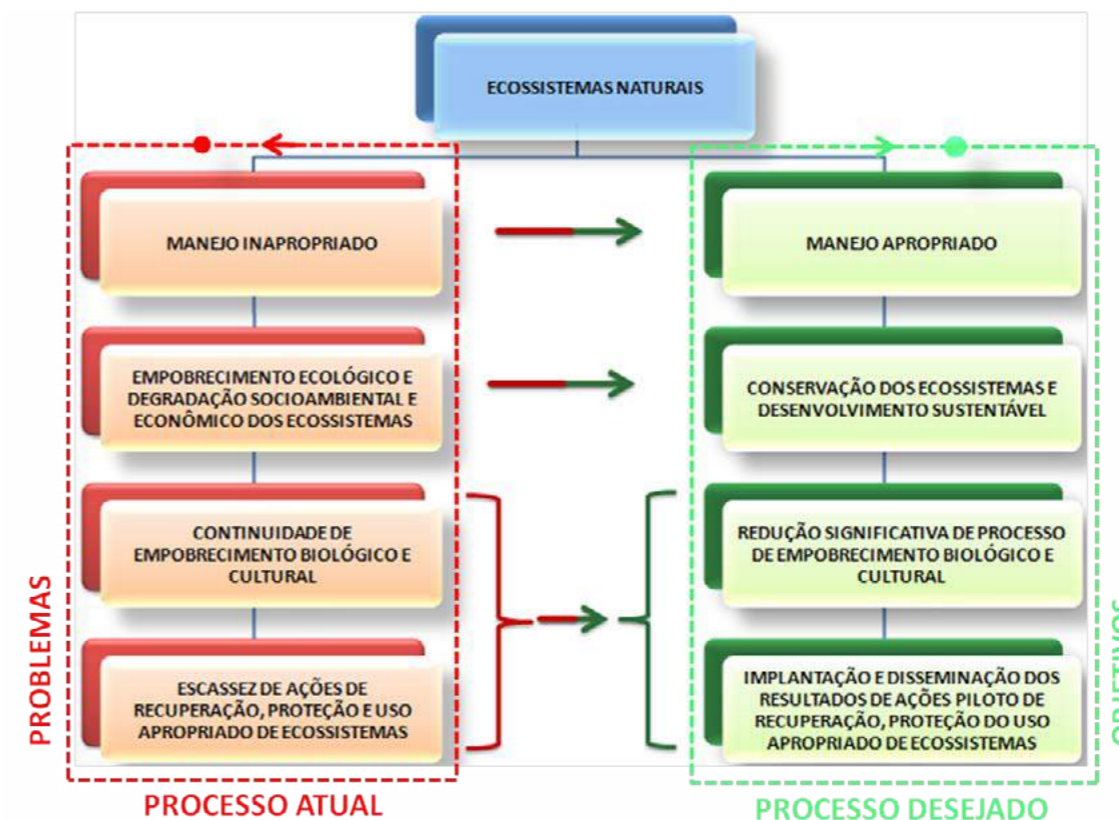 ECOSSISTEMAS NATURAIS
MANEJO INAPROPRIADO
MANEJO APROPRIADO
EMPOBRECIMENTO ECOLÓGICO E
DEGRADAÇÃO SOCIOAMBIENTAL E
ECONÔMICO DOS ECOSSISTEMAS
CONSERVAÇÃO DOS ECOSSISTEMAS E
DESENVOLVIMENTO SUSTENTÁVEL
CONTINUIDADE DE
EMPOBRECIMENTO BIOLÓGICO E
CULTURAL
REDUÇÃO SIGNIFICATIVA DE PROCESSO
DE EMPOBRECIMENTO BIOLÓGICO E
CULTURAL
ESCASSEZ DE AÇÕES DE
RECUPERAÇÃO, PROTEÇÃO E USO
APROPRIADO DE ECOSSISTEMAS
IMPLANTAÇÃO E DISSEMINAÇÃO DOS
RESULTADOS DE AÇÕES PILOTO DE
RECUPERAÇÃO, PROTEÇÃO DO USO
APROPRIADO DE ECOSSISTEMAS
PROBLEMAS
OBJETIVOS
PROCESSO ATUAL
PROCESSO DESEJADO